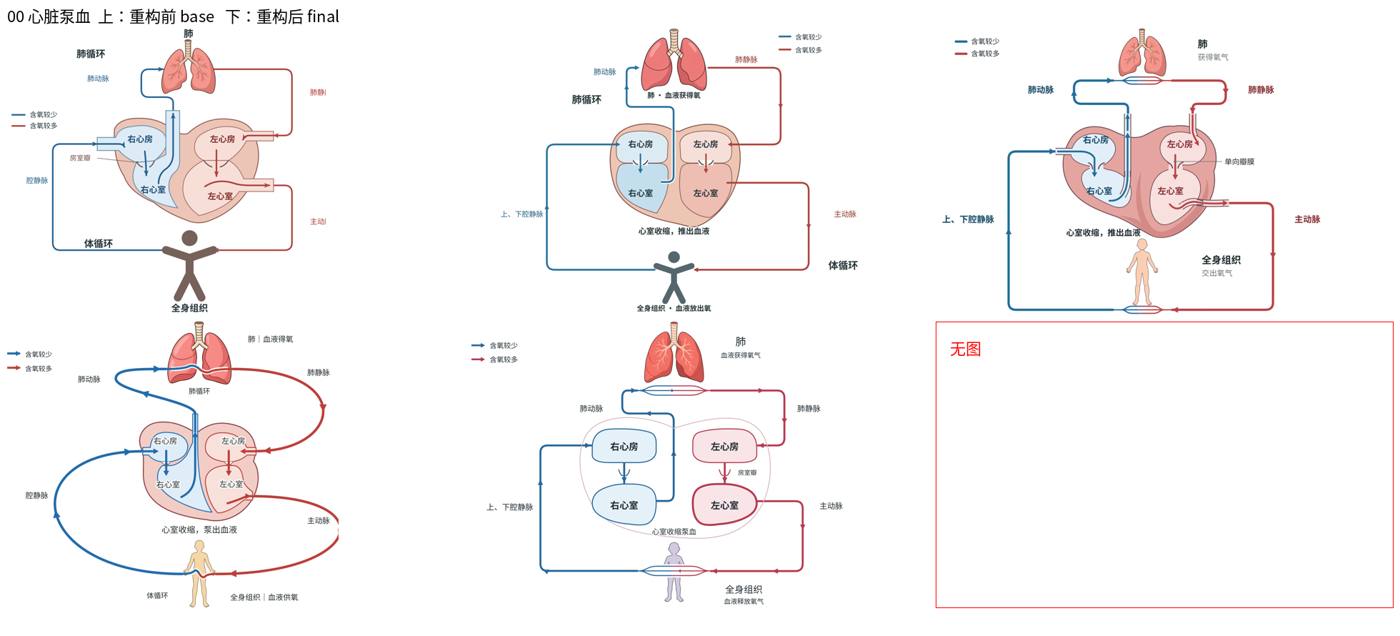 00 心脏泵血 上：重构前 base 下：重构后 final
肺
肺循环
肺动脉
肺静
含氧较少
含氧较多
右心房
左心房
房室瓣
右心室
左心室
腔静脉
主动
体循环
全身组织
含氧较少
含氧较多
肺静脉
肺动脉
肺 · 血液获得氧
肺循环
右心房
左心房
右心室
左心室
上、下腔静脉
主动脉
心室收缩，推出血液
体循环
全身组织 · 血液放出氧
含氧较少
含氧较多
肺
获得氧气
肺动脉
肺静脉
右心房
左心房
单向瓣膜
右心室
左心室
上、下腔静脉
主动脉
心室收缩，推出血液
全身组织
交出氧气
肺｜血液得氧
含氧较少
含氧较多
肺动脉
肺静脉
肺循环
右心房
左心房
右心室
左心室
腔静脉
主动脉
心室收缩，泵出血液
体循环
全身组织｜血液供氧
含氧较少
含氧较多
肺
血液获得氧气
肺动脉
肺静脉
右心房
左心房
房室瓣
右心室
左心室
上、下腔静脉
主动脉
心室收缩泵血
全身组织
血液释放氧气
无图